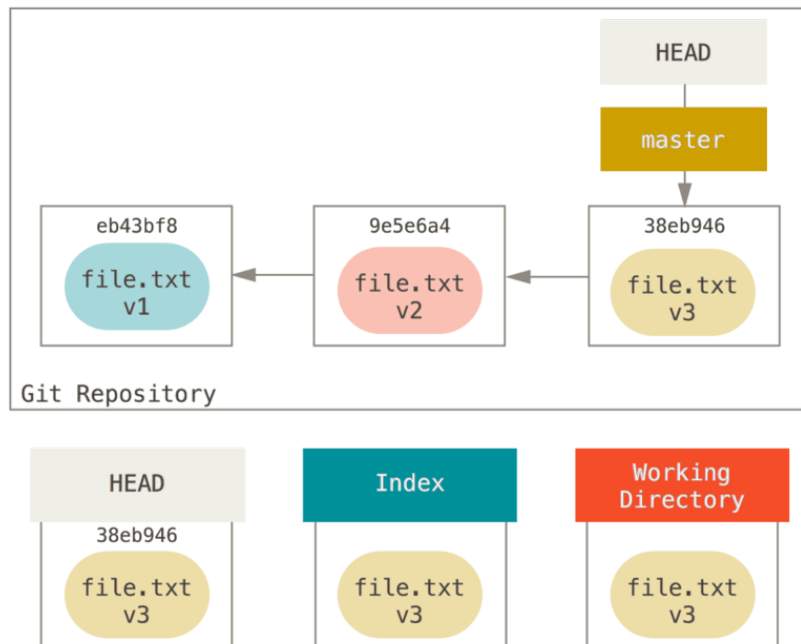 HEAD
master
eb43bf8
9e5e6a4
38eb946
file.txt
v1
file.txt
v2
file.txt
v3
Git Repository
HEAD
Index
Working
Directory
38eb946
file.txt
v3
file.txt
v3
file.txt
v3